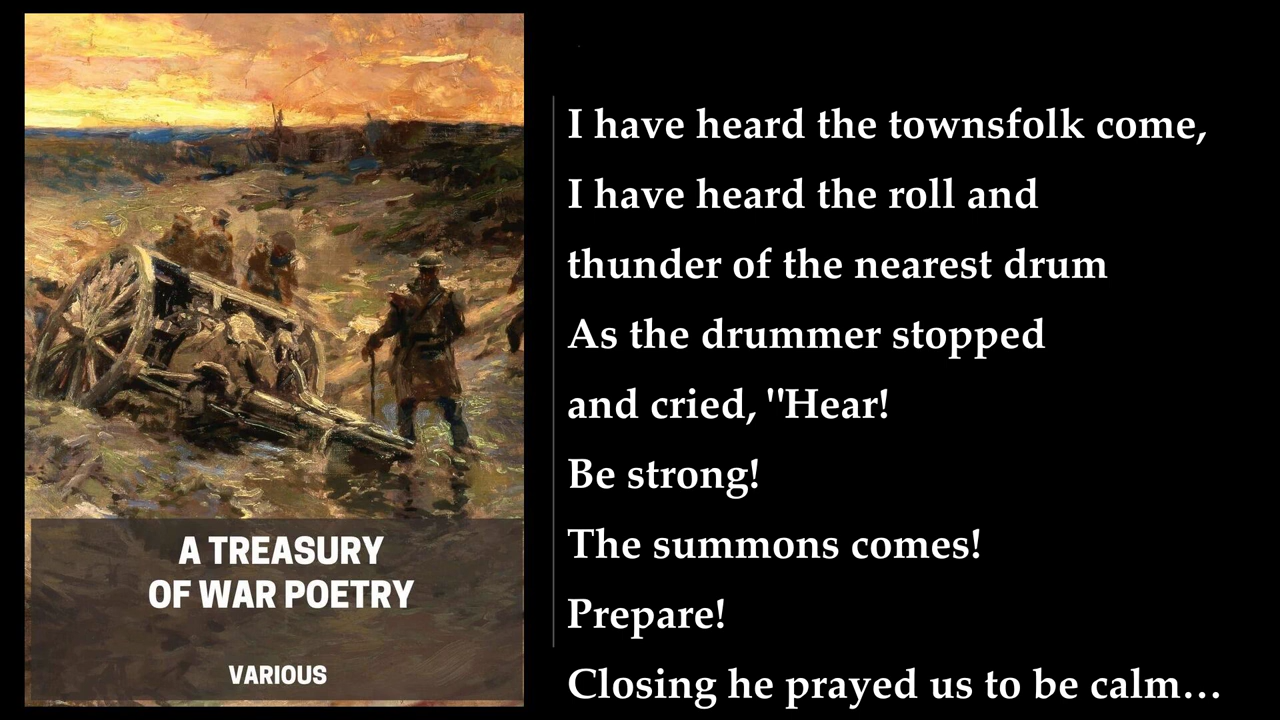 A TREASURY
OF WAR POETRY
VARIOUS
I have heard the townsfolk come,
I have heard the roll and
thunder of the nearest drum
As the drummer stopped
and cried, "Hear!
Be strong!
The summons comes!
Prepare!
Closing he prayed us to be calm…